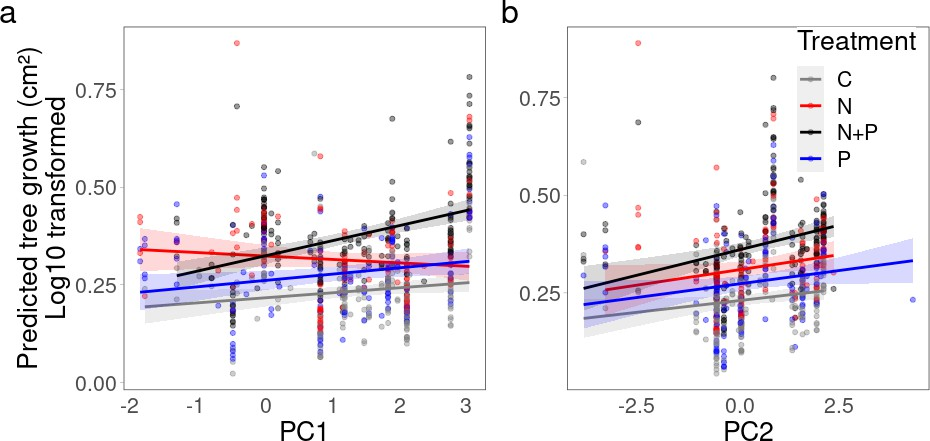 a
b
Predicted tree growth (cm²)
Log10 transformed
0.75
0.50
0.25
0.00
-2
-1
0
1
2
3
PC1
Treatment
C
N
N+P
P
0.75
0.50
0.25
-2.5
0.0
2.5
PC2